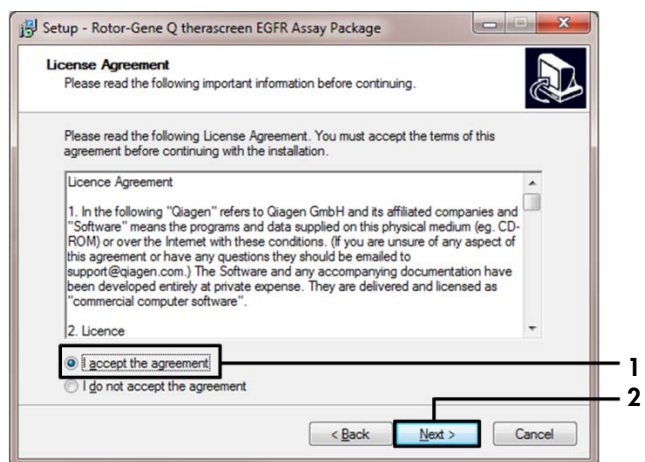 Setup - Rotor-Gene Q therascreen EGFR Assay Package
License Agreement
Please read the following important information before continuing.
Please read the following License Agreement. You must accept the terms of this
agreement before continuing with the installation.
Licence Agreement
1. In the following "Qiagen" refers to Qiagen GmbH and its affiliated companies and
"Software" means the programs and data supplied on this physical medium (eg. CD-
ROM) or over the Internet with these conditions. (If you are unsure of any aspect of
this agreement or have any questions they should be emailed to
support@qiagen.com.) The Software and any accompanying documentation have
been developed entirely at private expense. They are delivered and licensed as
"commercial computer software".
2. Licence
I accept the agreement
1
I do not accept the agreement
2
< Back
Next >
Cancel